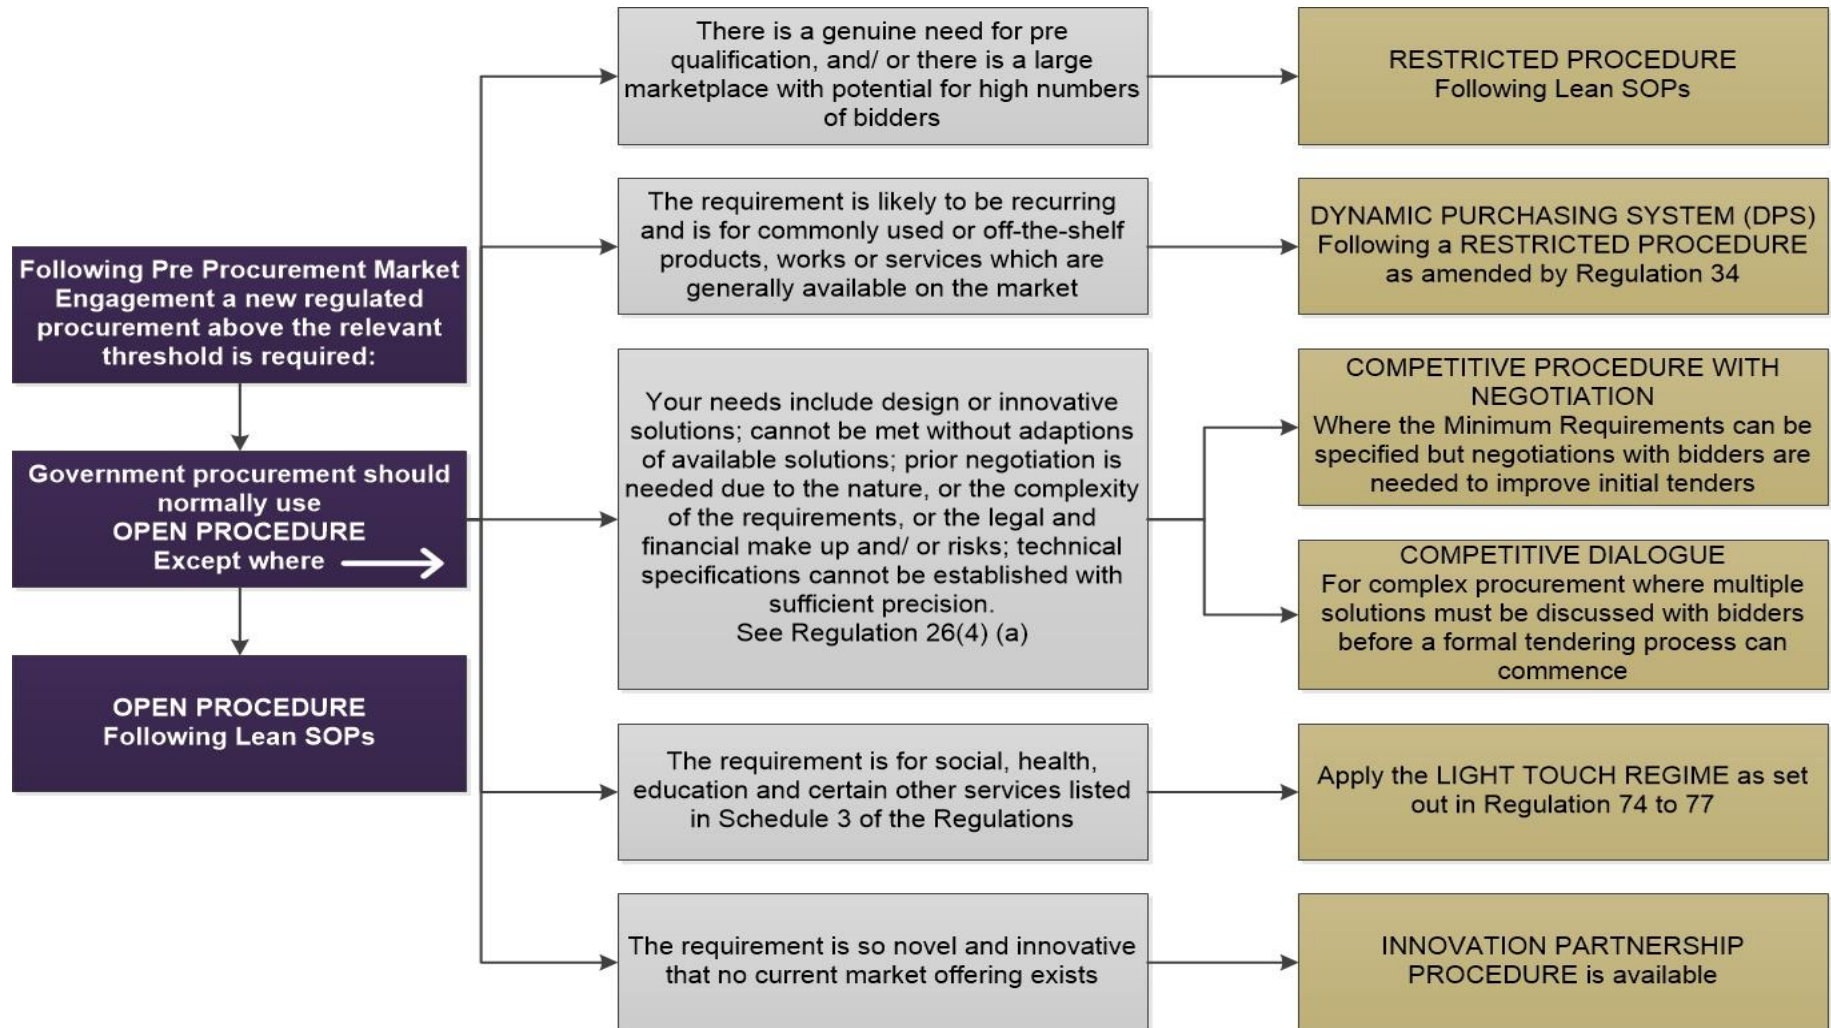 Following Pre Procurement Market
Engagement a new regulated
procurement above the relevant
threshold is required:
Government procurement should
normally use
OPEN PROCEDURE
Except where
OPEN PROCEDURE
Following Lean SOPs
There is a genuine need for pre
qualification, and/ or there is a large
marketplace with potential for high numbers
of bidders
RESTRICTED PROCEDURE
Following Lean SOPs
The requirement is likely to be recurring
and is for commonly used or off-the-shelf
products, works or services which are
generally available on the market
DYNAMIC PURCHASING SYSTEM (DPS)
Following a RESTRICTED PROCEDURE
as amended by Regulation 34
Your needs include design or innovative
solutions; cannot be met without adaptions
of available solutions; prior negotiation is
needed due to the nature, or the complexity
of the requirements, or the legal and
financial make up and/ or risks; technical
specifications cannot be established with
sufficient precision.
See Regulation 26(4) (a)
COMPETITIVE PROCEDURE WITH
NEGOTIATION
Where the Minimum Requirements can be
specified but negotiations with bidders are
needed to improve initial tenders
COMPETITIVE DIALOGUE
For complex procurement where multiple
solutions must be discussed with bidders
before a formal tendering process can
commence
The requirement is for social, health,
education and certain other services listed
in Schedule 3 of the Regulations
Apply the LIGHT TOUCH REGIME as set
out in Regulation 74 to 77
The requirement is so novel and innovative
that no current market offering exists
INNOVATION PARTNERSHIP
PROCEDURE is available